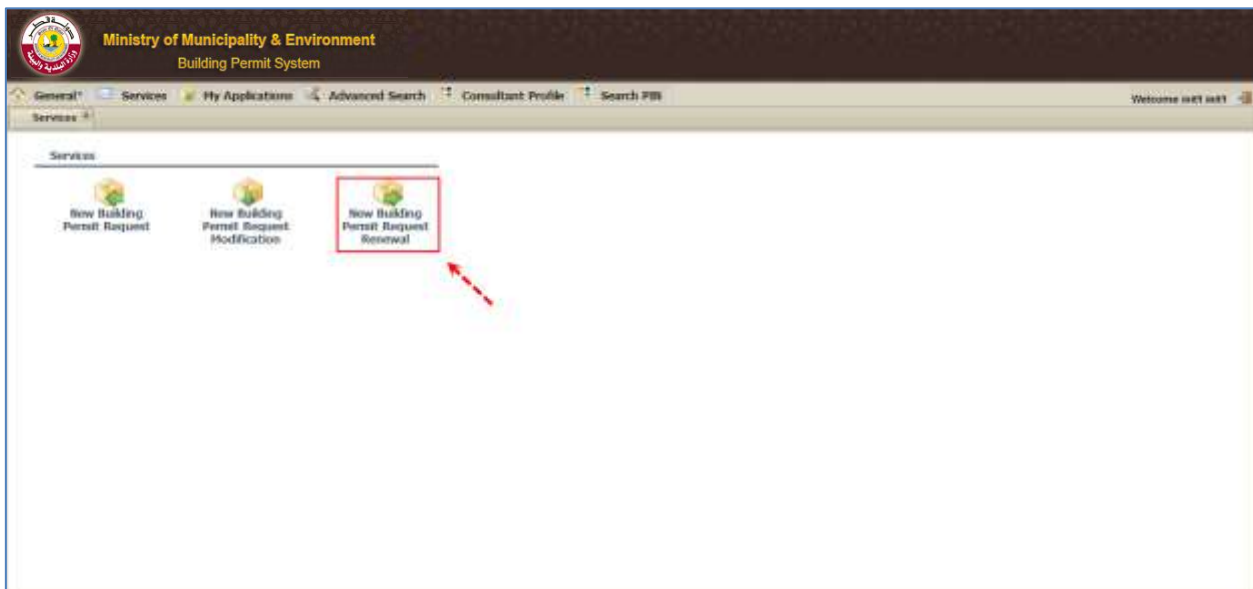 Ministry of Municipality & Environment
Building Permit System
General* Services My Applications Advanced Search Consultant Profile Search PIN
Welcome
Services
Services
New Building
Permit Request
New Building
Permit Request
Modification
New Building
Permit Request
Renewal